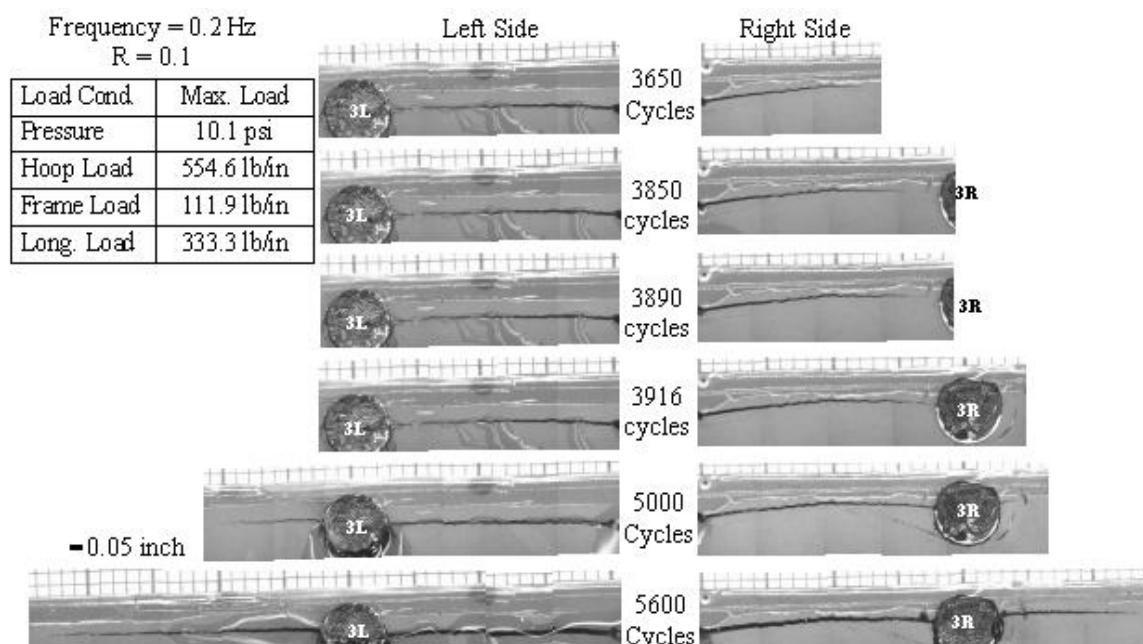 Frequency = 0.2 Hz
R = 0.1
Load Cond. Max. Load
Pressure 10.1 psi
Hoop Load 554.6 lb/in
Frame Load 111.9 lb/in
Long. Load 333.3 lb/in
Left Side
Right Side
3L
3650
Cycles
3L
3850
cycles
3R
3L
3890
cycles
3R
3L
3916
cycles
3R
3L
5000
Cycles
3R
=0.05 inch
3L
5600
Cycles
3R